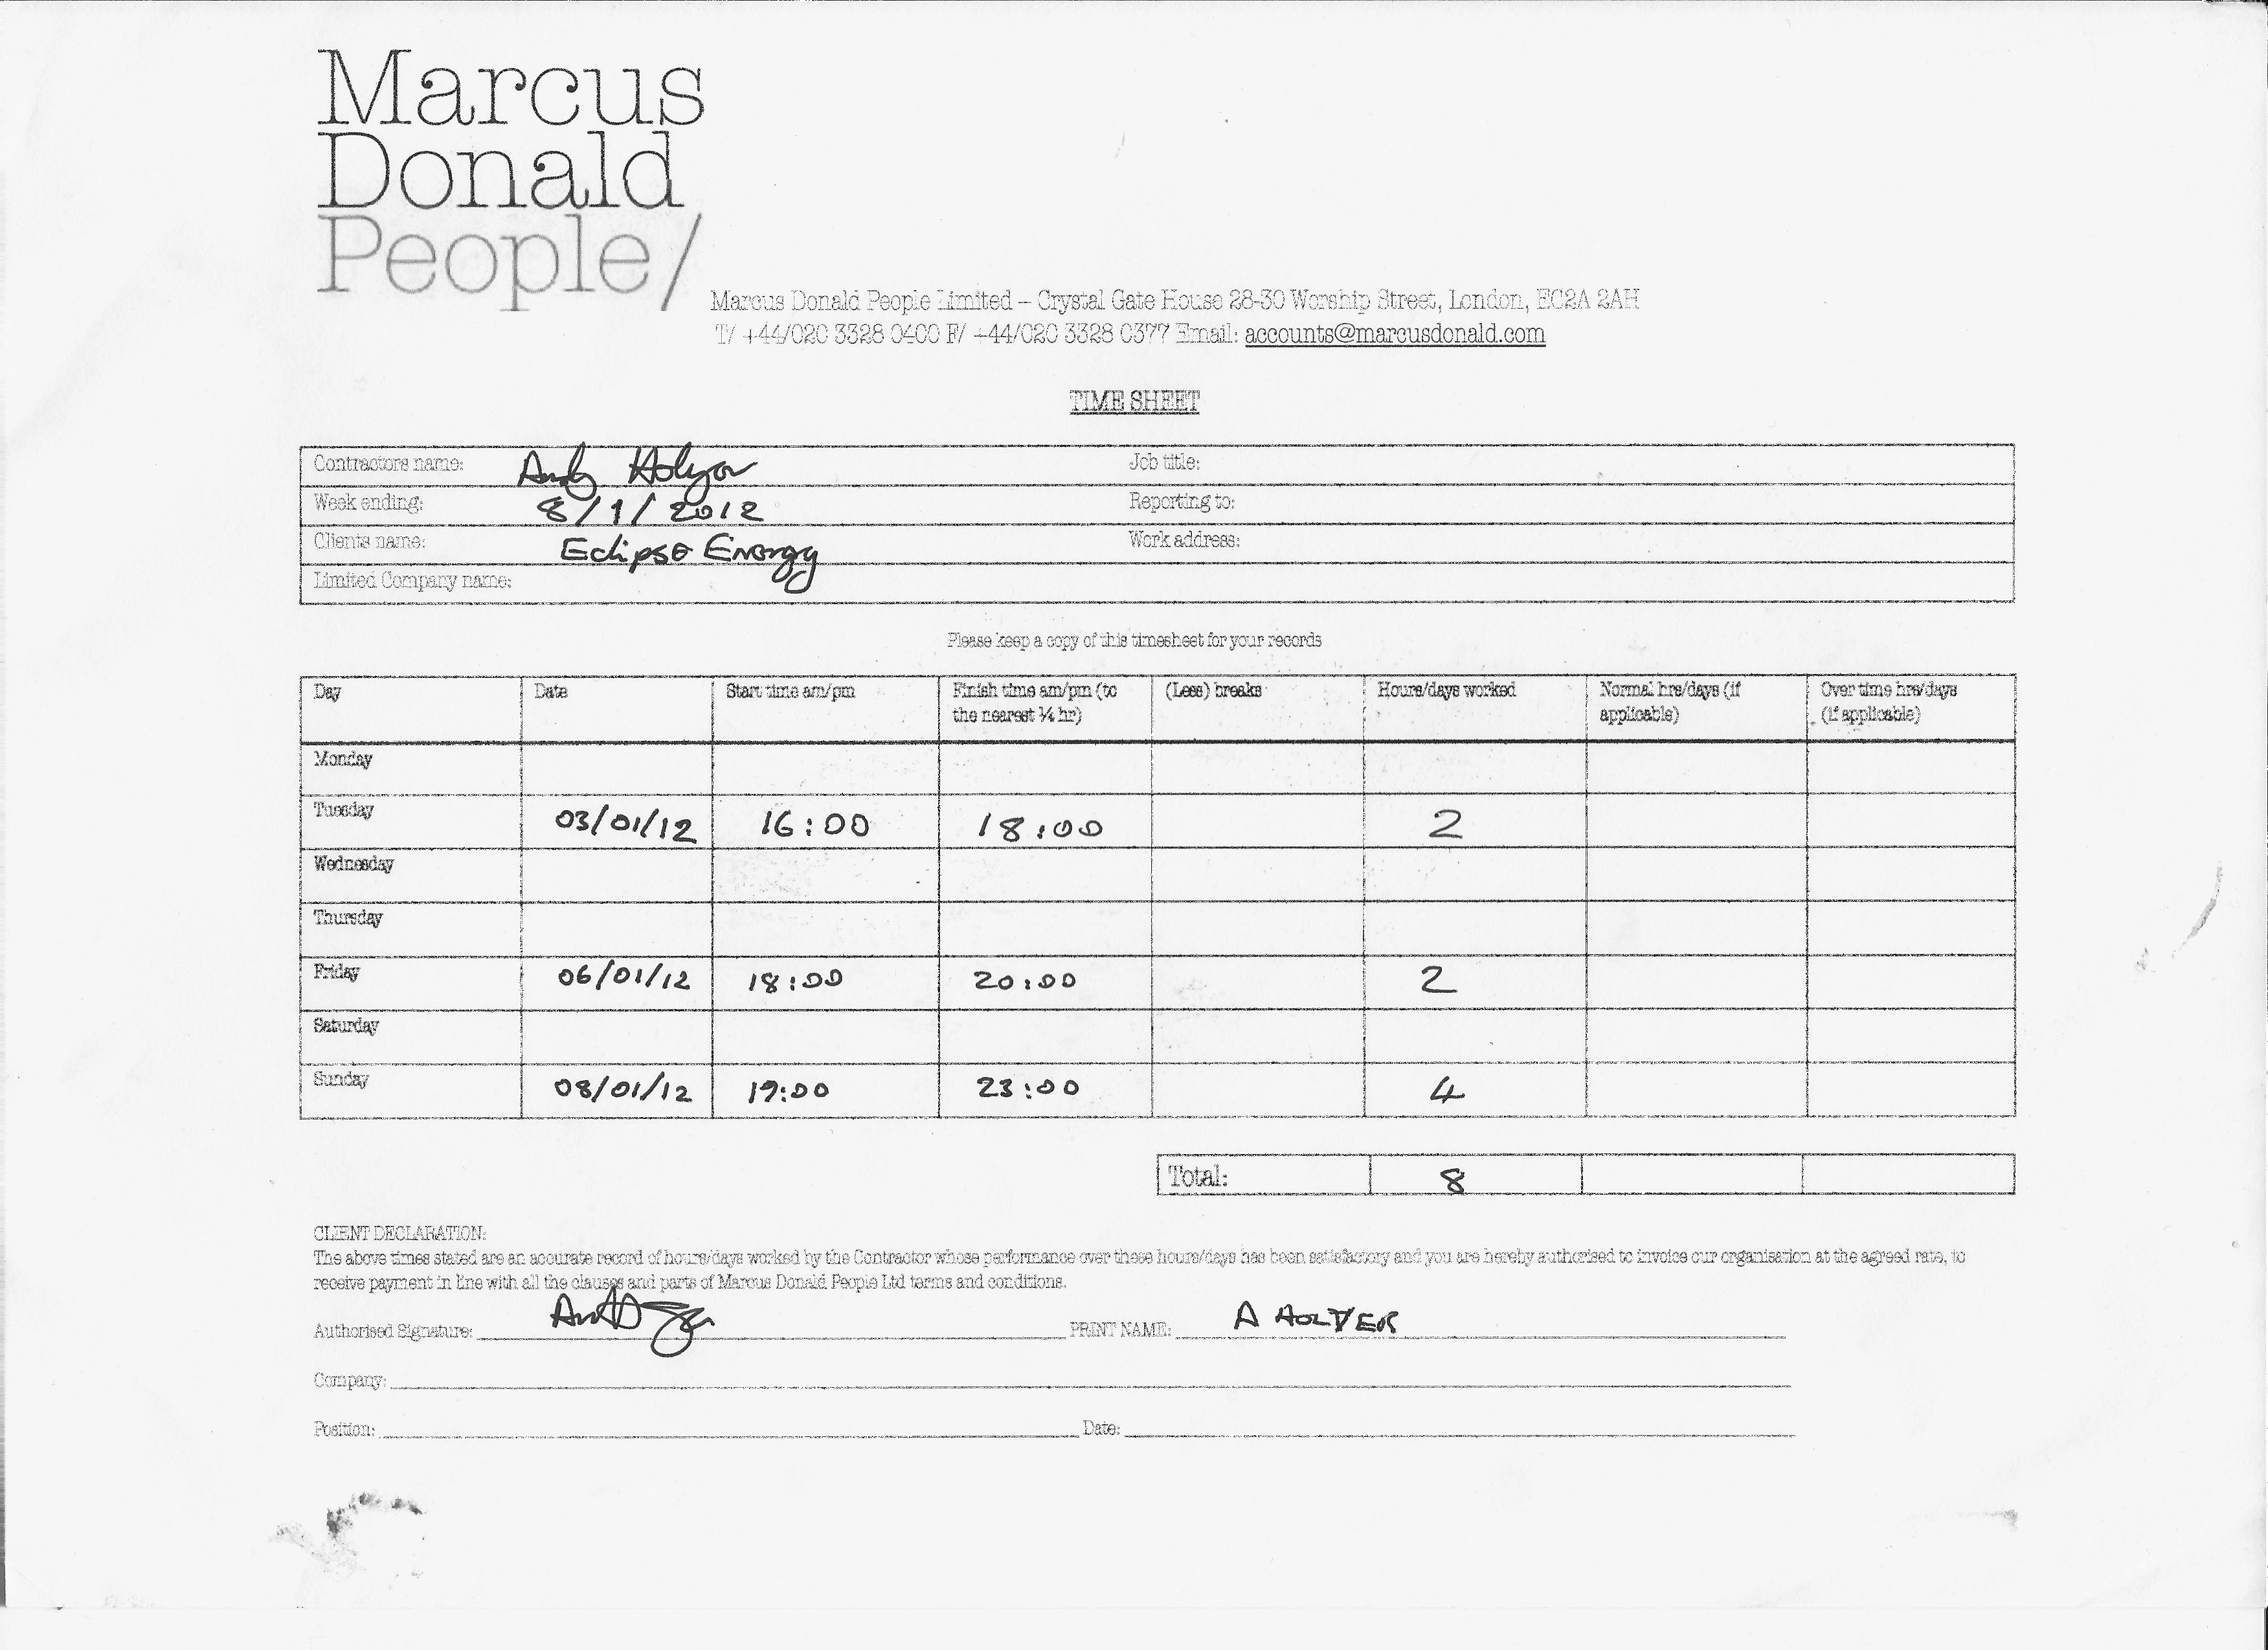 Marcus
Donald
People/
Marcus Donald People Limited – Crystal Gate House 28-30 Worship Street, London, EC2A 2AH
T/ +44/020 3328 0400 F/ +44/020 3328 0377 Email: accounts@marcusdonald.com
TIME SHEET
Contractors name: Andy Holyer Job title:
Week ending: 8/1/2012 Reporting to:
Clients name: Eclipse Energy Work address:
Limited Company name:
Please keep a copy of this timesheet for your records
Day Date Start time am/pm Finish time am/pm (to the nearest ¼ hr) (Less) breaks Hours/days worked Normal hrs/days (if applicable) Over time hrs/days (if applicable)
Monday
Tuesday 03/01/12 16:00 18:00 2
Wednesday
Thursday
Friday 06/01/12 18:00 20:00 2
Saturday
Sunday 08/01/12 19:00 23:00 4
Total: 8
CLIENT DECLARATION:
The above times stated are an accurate record of hours/days worked by the Contractor whose performance over these hours/days has been satisfactory and you are hereby authorised to invoice our organisation at the agreed rate, to
receive payment in line with all the clauses and parts of Marcus Donald People Ltd terms and conditions.
Authorised Signature: PRINT NAME: A HOLYER
Company:
Position: Date: